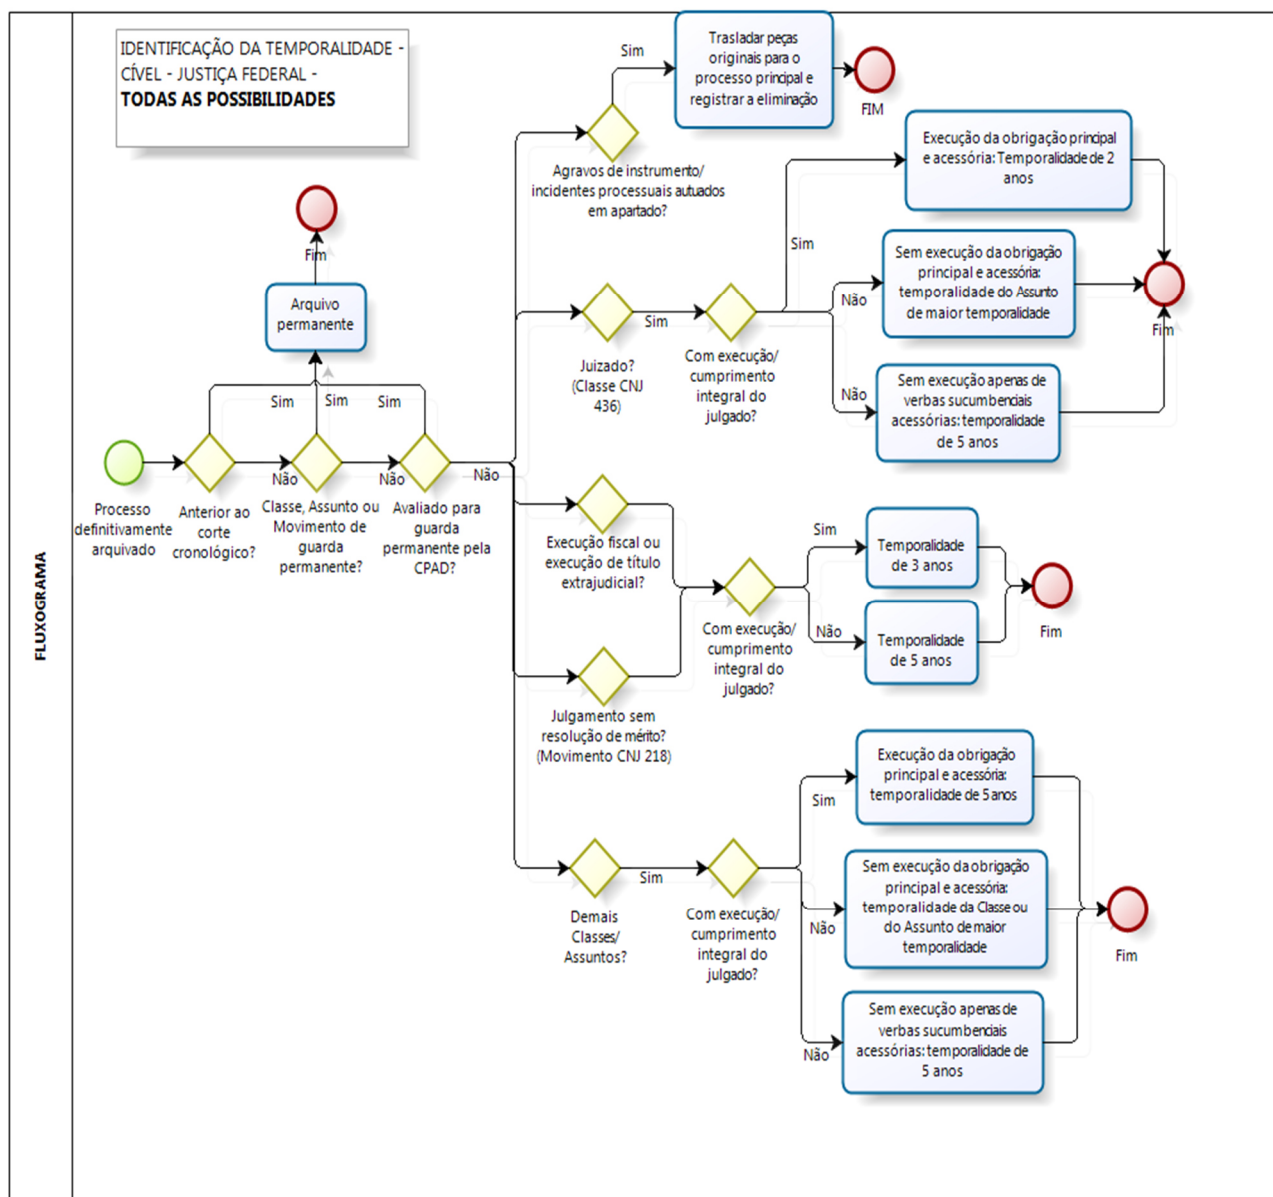 IDENTIFICAÇÃO DA TEMPORALIDADE -
CÍVEL - JUSTIÇA FEDERAL -
TODAS AS POSSIBILIDADES
FLUXOGRAMA
Processo
definitivamente
arquivado
Anterior ao
corte
cronológico?
Sim
Não
Classe, Assunto ou
Movimento de
guarda
permanente?
Sim
Não
Avaliado para
guarda
permanente pela
CPAD?
Sim
Não
Arquivo
permanente
Fim
Agravos de instrumento/
incidentes processuais autuados
em apartado?
Sim
Trasladar peças
originais para o
processo principal e
registrar a eliminação
FIM
Juizado?
(Classe CNJ
436)
Sim
Com execução/
cumprimento
integral do
julgado?
Sim
Execução da obrigação principal
e acessória: Temporalidade de 2
anos
Não
Sem execução da obrigação
principal e acessória:
temporalidade do Assunto
de maior temporalidade
Não
Sem execução apenas de
verbas sucumbenciais
acessórias: temporalidade
de 5 anos
Fim
Execução fiscal ou
execução de título
extrajudicial?
Julgamento sem
resolução de mérito?
(Movimento CNJ 218)
Com execução/
cumprimento
integral do
julgado?
Sim
Temporalidade
de 3 anos
Não
Temporalidade
de 5 anos
Fim
Demais
Classes/
Assuntos?
Sim
Com execução/
cumprimento
integral do
julgado?
Sim
Execução da obrigação
principal e acessória:
temporalidade de 5 anos
Não
Sem execução da obrigação
principal e acessória:
temporalidade da Classe ou
do Assunto de maior
temporalidade
Não
Sem execução apenas de
verbas sucumbenciais
acessórias: temporalidade de
5 anos
Fim